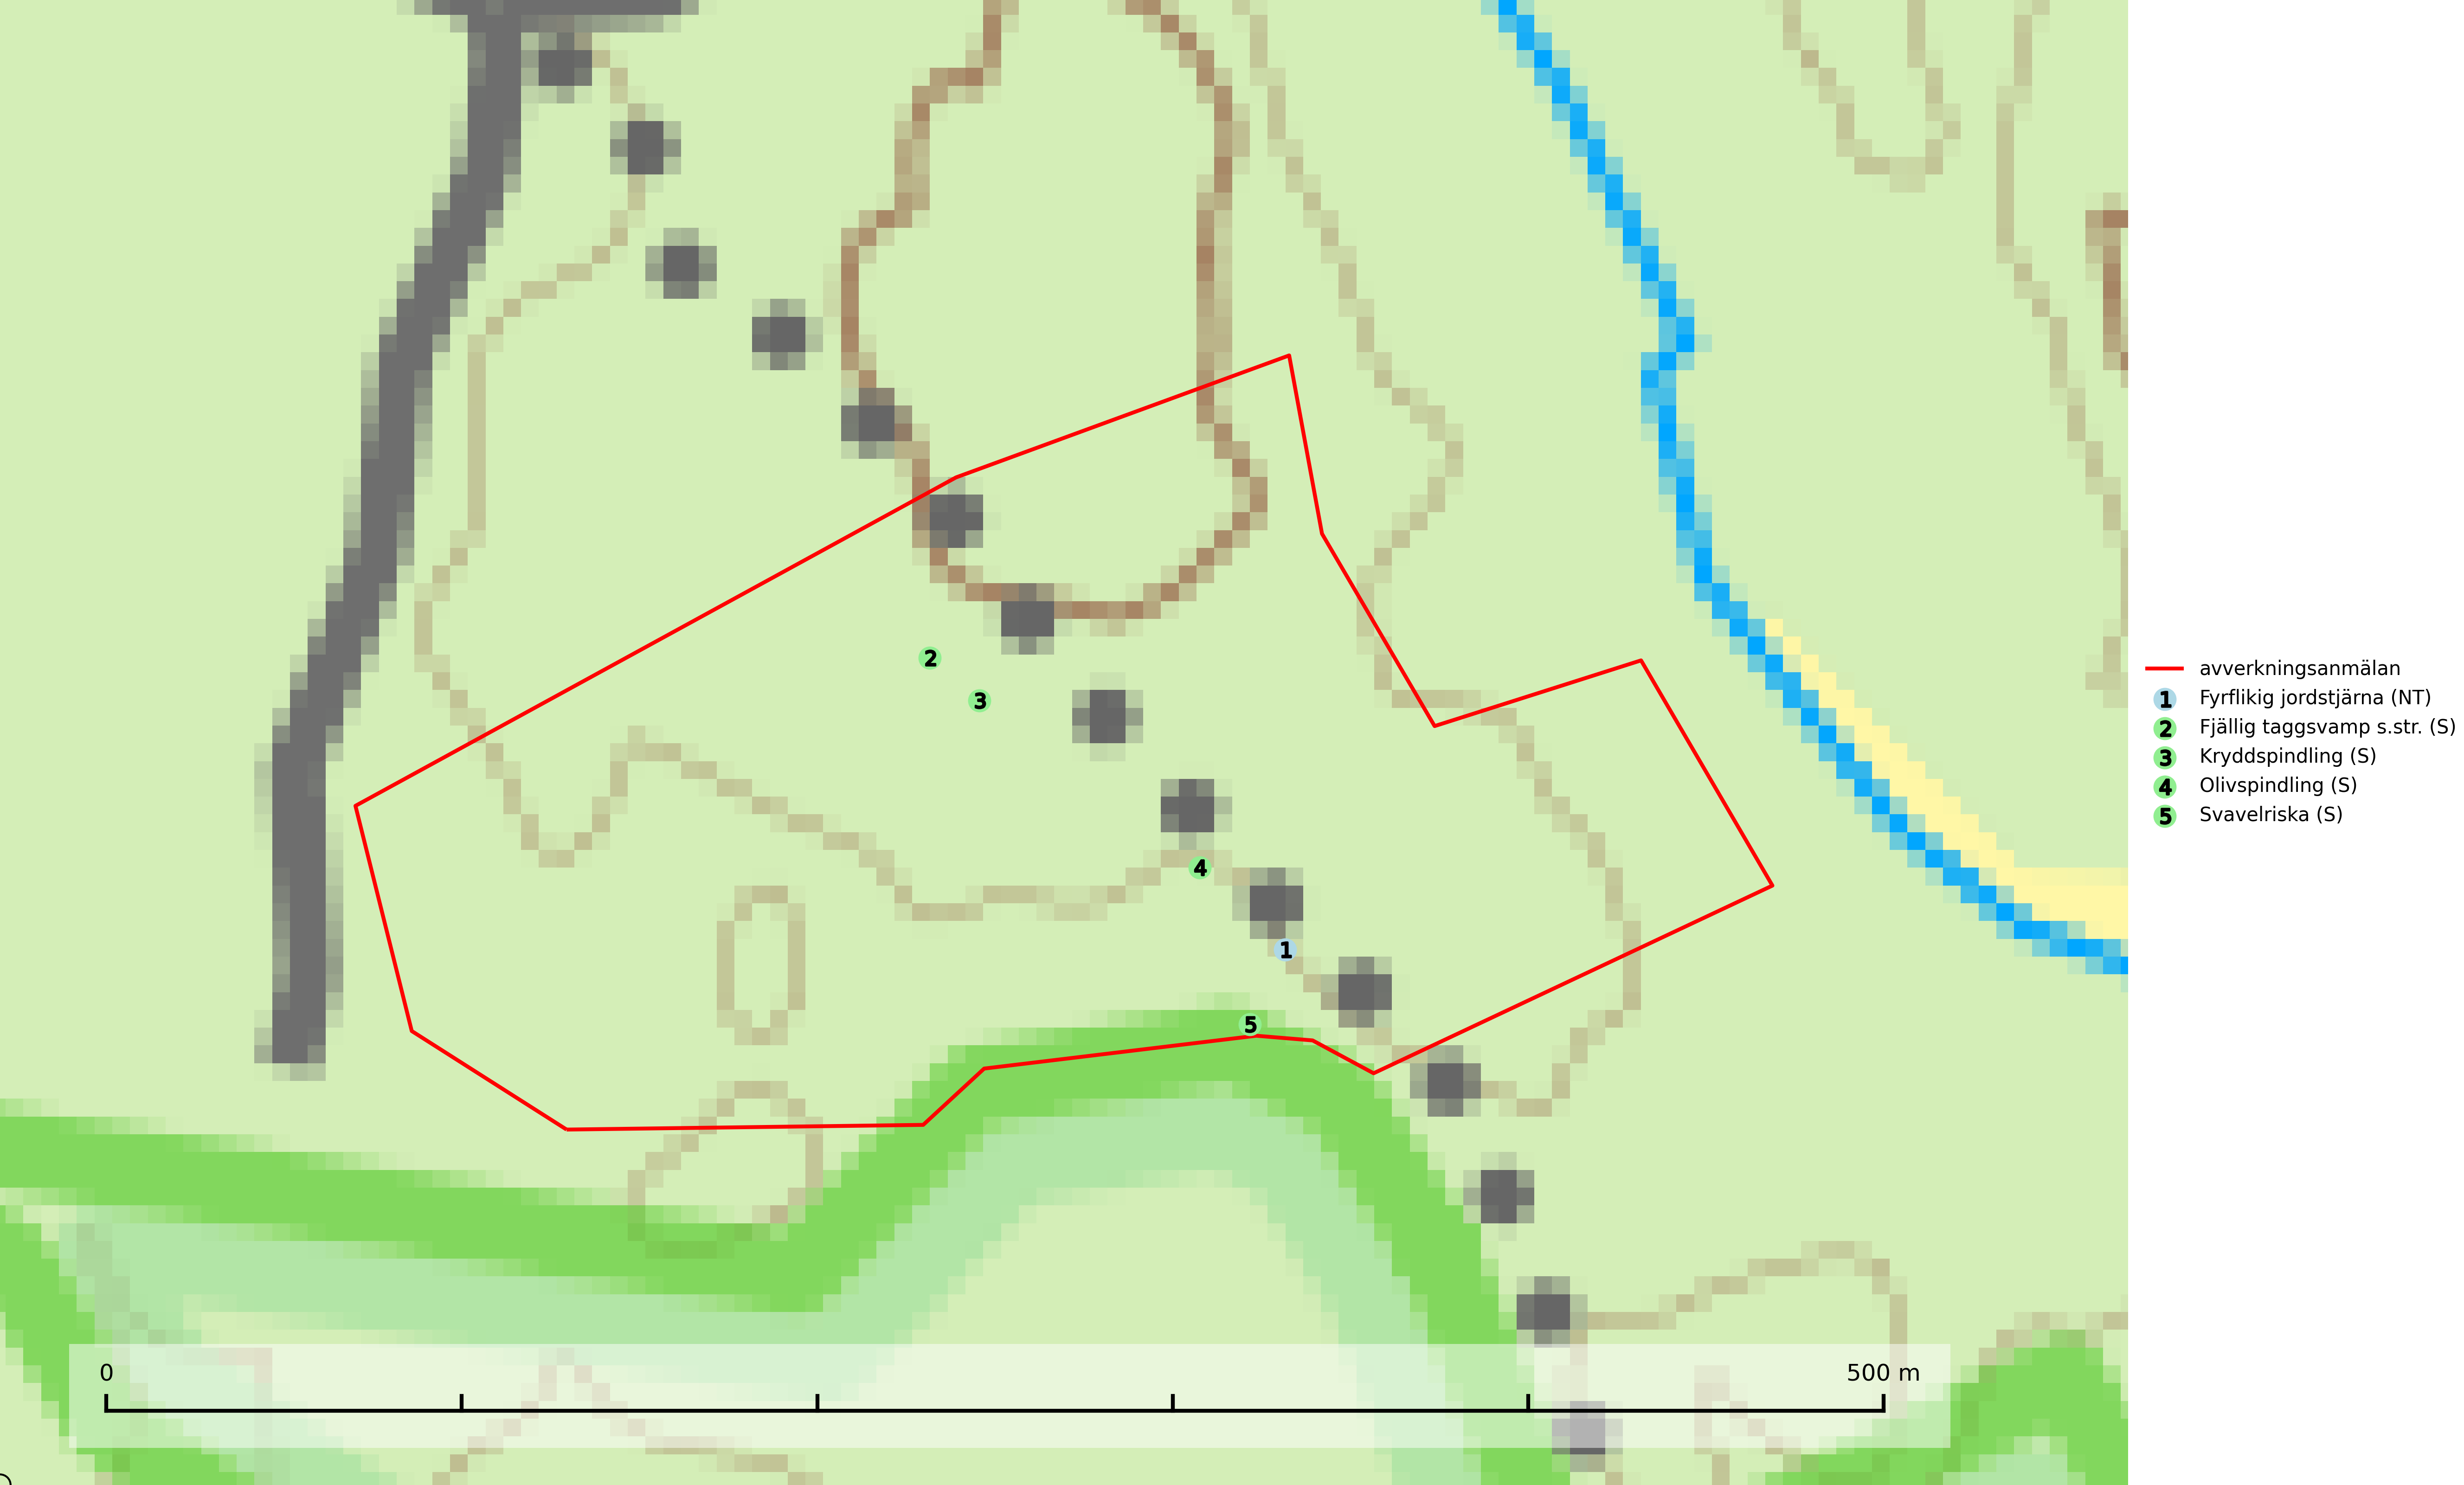 2
3
4
1
5
avverkningsanmälan
1 Fyrflikig jordstjärna (NT)
2 Fjällig taggsvamp s.str. (S)
3 Kryddspindling (S)
4 Olivspindling (S)
5 Svavelriska (S)
0 500 m